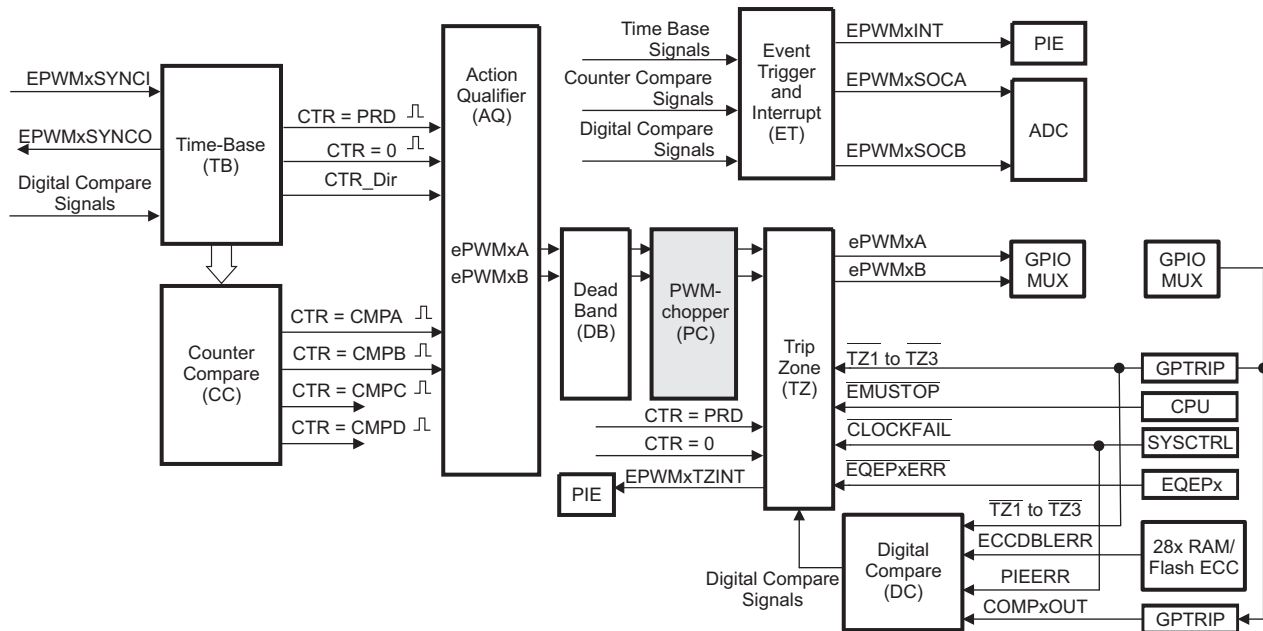 EPWMxSYNCI
EPWMxSYNCO
Digital Compare
Signals
Time-Base
(TB)
CTR = PRD
CTR = 0
CTR_Dir
Counter
Compare
(CC)
CTR = CMPA
CTR = CMPB
CTR = CMPC
CTR = CMPD
Action
Qualifier
(AQ)
ePWMxA
ePWMxB
Time Base
Signals
Counter Compare
Signals
Digital Compare
Signals
Event
Trigger
and
Interrupt
(ET)
EPWMxINT
EPWMxSOCA
EPWMxSOCB
PIE
ADC
Dead
Band
(DB)
PWM-
chopper
(PC)
CTR = PRD
CTR = 0
EPWMxTZINT
PIE
Trip
Zone
(TZ)
ePWMxA
ePWMxB
GPIO
MUX
GPIO
MUX
TZ1 to TZ3
GPTRIP
EMUSTOP
CPU
CLOCKFAIL
SYSCTRL
EQEPxERR
EQEPx
Digital Compare
Signals
Digital
Compare
(DC)
TZ1 to TZ3
ECCDBLERR
28x RAM/
Flash ECC
PIEERR
COMPxOUT
GPTRIP